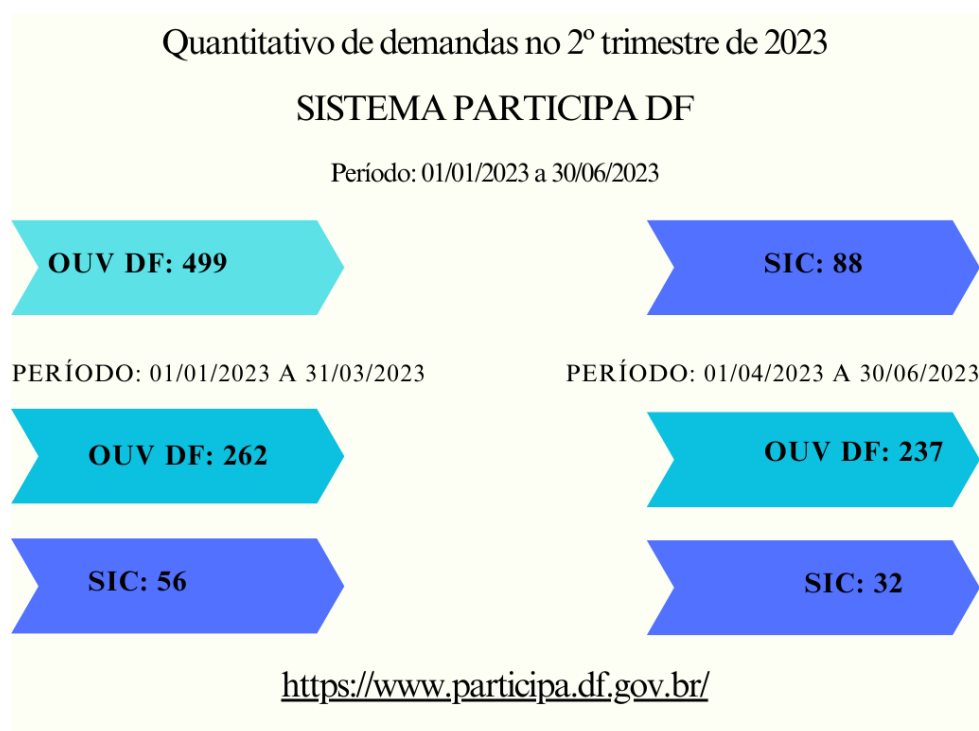 Quantitativo de demandas no 2º trimestre de 2023
SISTEMA PARTICIPA DF
Período: 01/01/2023 a 30/06/2023
OUV DF: 499
SIC: 88
PERÍODO: 01/01/2023 A 31/03/2023
PERÍODO: 01/04/2023 A 30/06/2023
OUV DF: 262
OUV DF: 237
SIC: 56
SIC: 32
https://www.participa.df.gov.br/